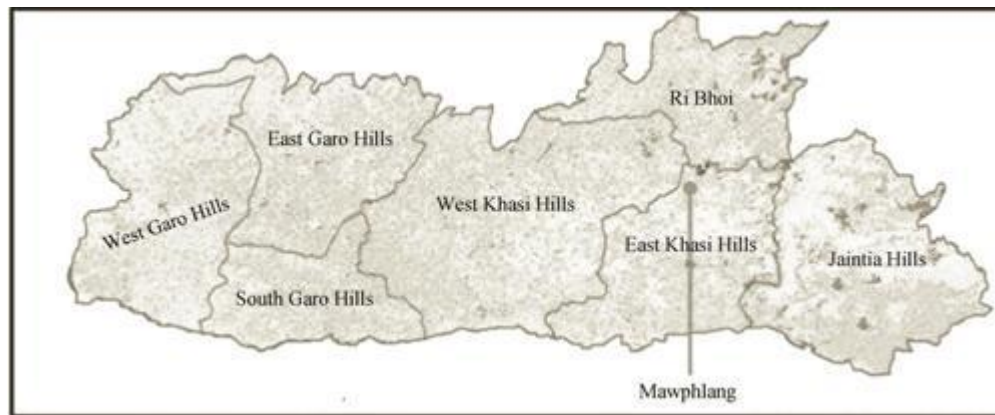 Ri Bhoi
East Garo Hills
West Khasi Hills
West Garo Hills
East Khasi Hills
Jaintia Hills
South Garo Hills
Mawphlang